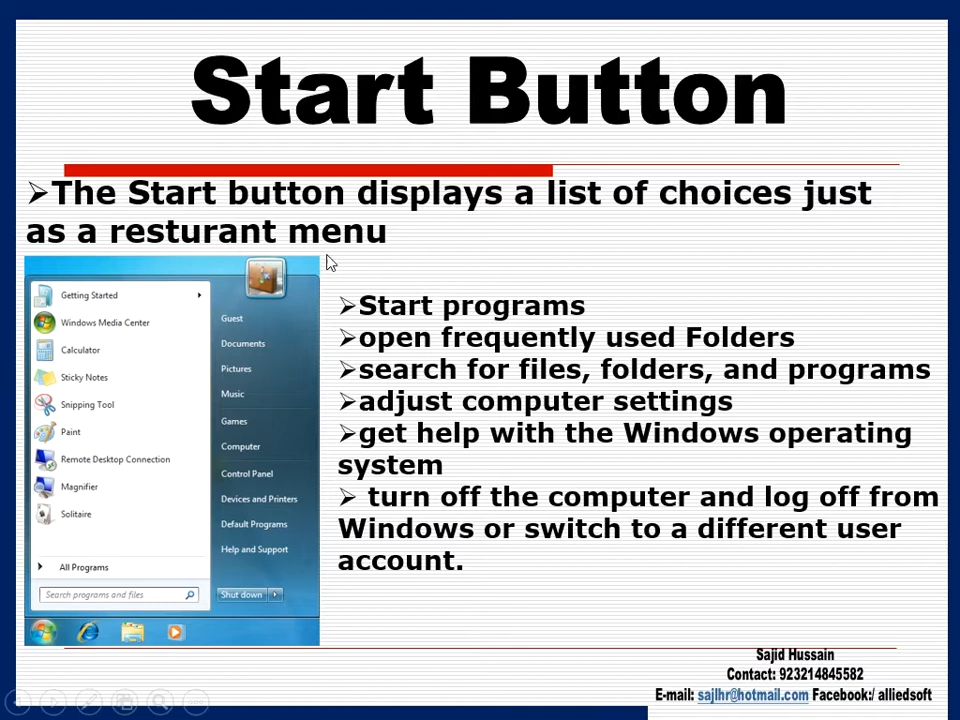 Start Button
➢The Start button displays a list of choices just
as a resturant menu
Getting Started
Windows Media Center
Calculator
Sticky Notes
Snipping Tool
Paint
Remote Desktop Connection
Magnifier
Solitaire
All Programs
Search programs and files
Guest
Documents
Pictures
Music
Games
Computer
Control Panel
Devices and Printers
Default Programs
Help and Support
Shut down
➢Start programs
➢open frequently used Folders
➢search for files, folders, and programs
➢adjust computer settings
➢get help with the Windows operating
system
➢ turn off the computer and log off from
Windows or switch to a different user
account.
Sajid Hussain
Contact: 923214845582
E-mail: sajlhr@hotmail.com Facebook:/ alliedsoft